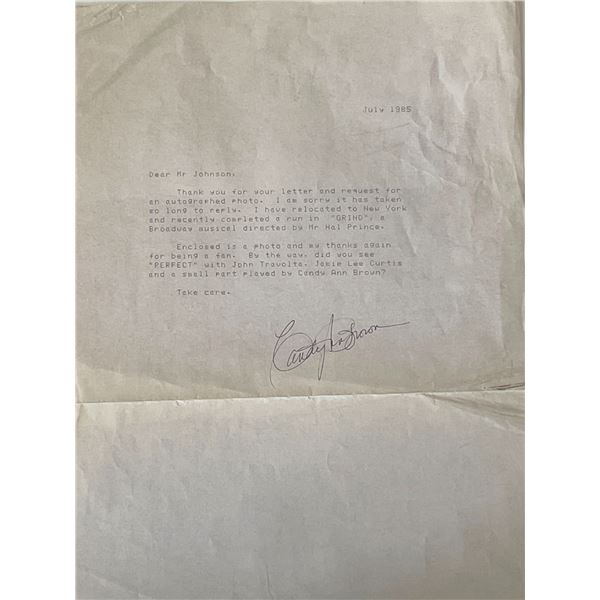 July 1985
Dear Mr Johnson,
Thank you for your letter and request for
an autographed photo. I am sorry it has taken
so long to reply. I have relocated to New York
and recently completed a run in "GRIND", a
Broadway musical directed by Mr Hal Prince.
Enclosed is a photo and my thanks again
for being a fan. By the way, did you see
"PERFECT" with John Travolta, Jamie Lee Curtis
and a small part played by Candy Ann Brown?
Take care.
Candy Ann Brown